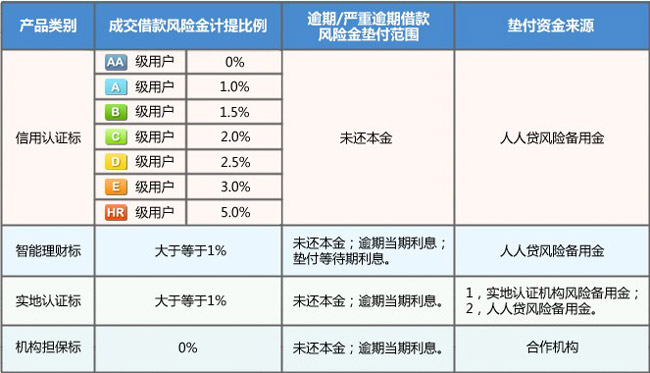 产品类别 成交借款风险金计提比例 逾期/严重逾期借款 垫付资金来源
风险金垫付范围
信用认证标
AA 级用户 0%
A 级用户 1.0%
B 级用户 1.5%
C 级用户 2.0%
D 级用户 2.5%
E 级用户 3.0%
HR 级用户 5.0%
未还本金
人人贷风险备用金
智能理财标 大于等于1% 未还本金；逾期当期利息； 人人贷风险备用金
垫付等待期利息。
实地认证标 大于等于1% 未还本金；逾期当期利息。 1，实地认证机构风险备用金；
2，人人贷风险备用金。
机构担保标 0% 未还本金；逾期当期利息。 合作机构